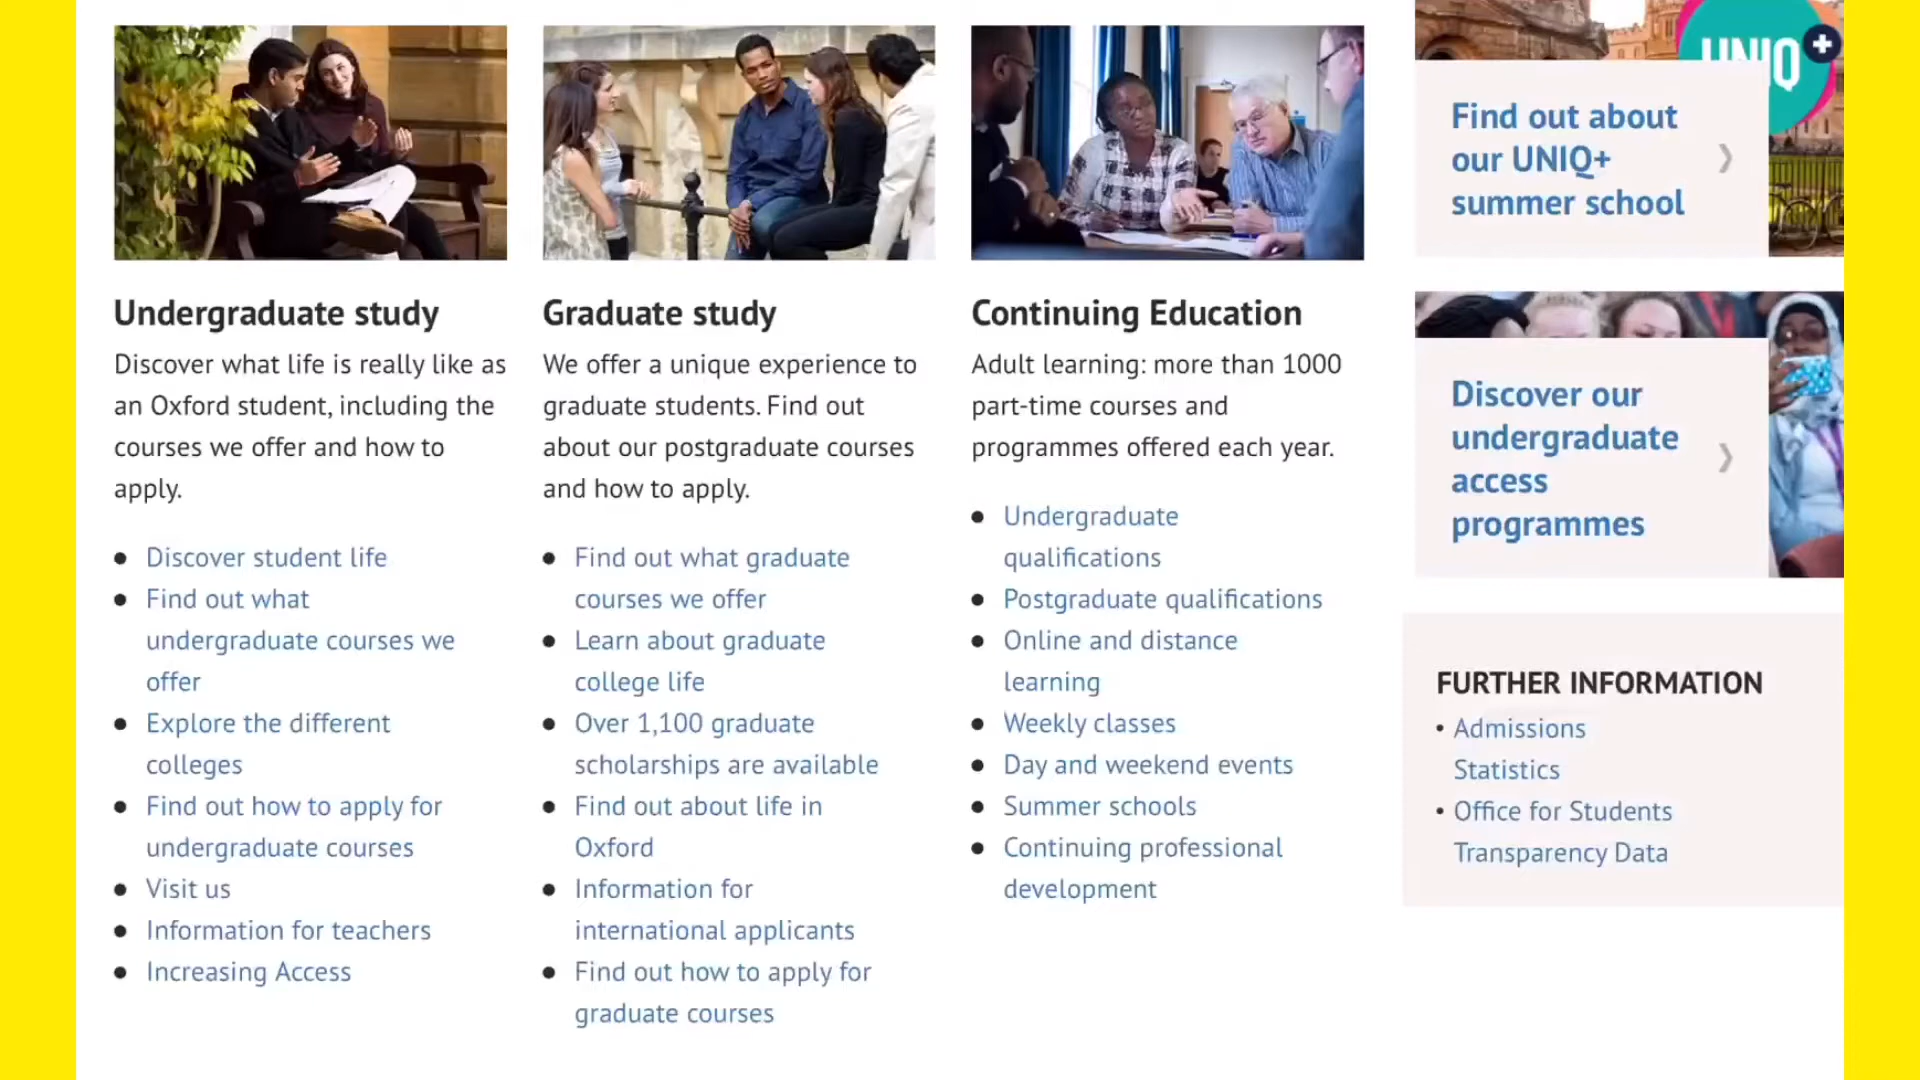 Undergraduate study
Discover what life is really like as
an Oxford student, including the
courses we offer and how to
apply.
Discover student life
Find out what
undergraduate courses we
offer
Explore the different
colleges
Find out how to apply for
undergraduate courses
Visit us
Information for teachers
Increasing Access
Graduate study
We offer a unique experience to
graduate students. Find out
about our postgraduate courses
and how to apply.
Find out what graduate
courses we offer
Learn about graduate
college life
Over 1,100 graduate
scholarships are available
Find out about life in
Oxford
Information for
international applicants
Find out how to apply for
graduate courses
Continuing Education
Adult learning: more than 1000
part-time courses and
programmes offered each year.
Undergraduate
qualifications
Postgraduate qualifications
Online and distance
learning
Weekly classes
Day and weekend events
Summer schools
Continuing professional
development
UNIQ+
Find out about
our UNIQ+
summer school
Discover our
undergraduate
access
programmes
FURTHER INFORMATION
Admissions
Statistics
Office for Students
Transparency Data